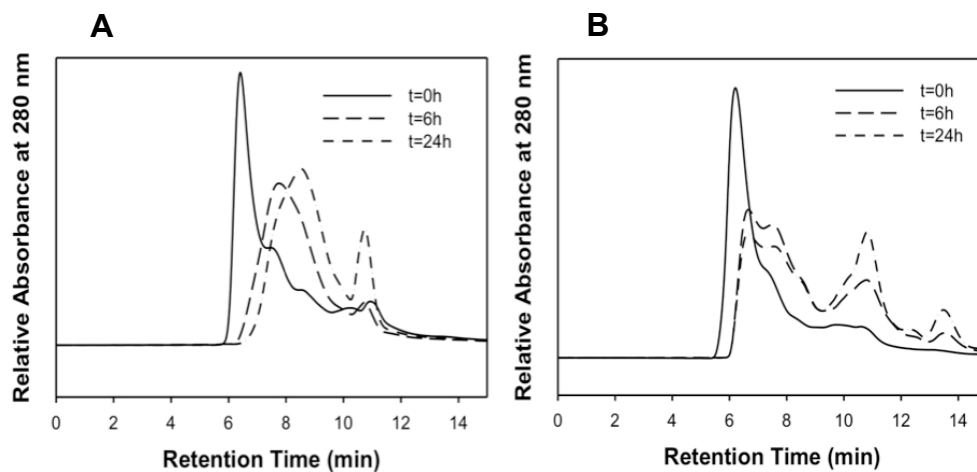 A
Relative Absorbance at 280 nm
t=0h
t=6h
t=24h
0 2 4 6 8 10 12 14
Retention Time (min)
B
Relative Absorbance at 280 nm
t=0h
t=6h
t=24h
0 2 4 6 8 10 12 14
Retention Time (min)